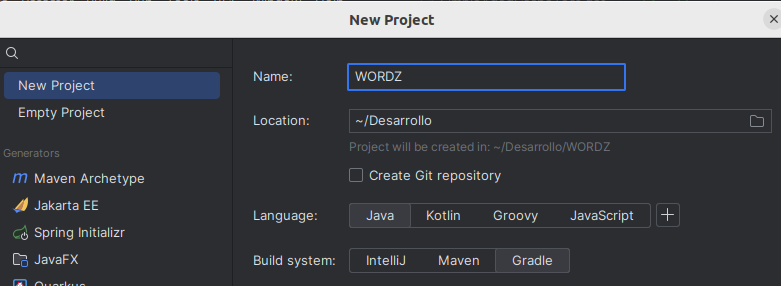 New Project
New Project
Empty Project
Generators
Maven Archetype
Jakarta EE
Spring Initializr
JavaFX
Quarkus
Name: WORDZ
Location: ~/Desarrollo
Project will be created in: ~/Desarrollo/WORDZ
Create Git repository
Language: Java Kotlin Groovy JavaScript
Build system: IntelliJ Maven Gradle